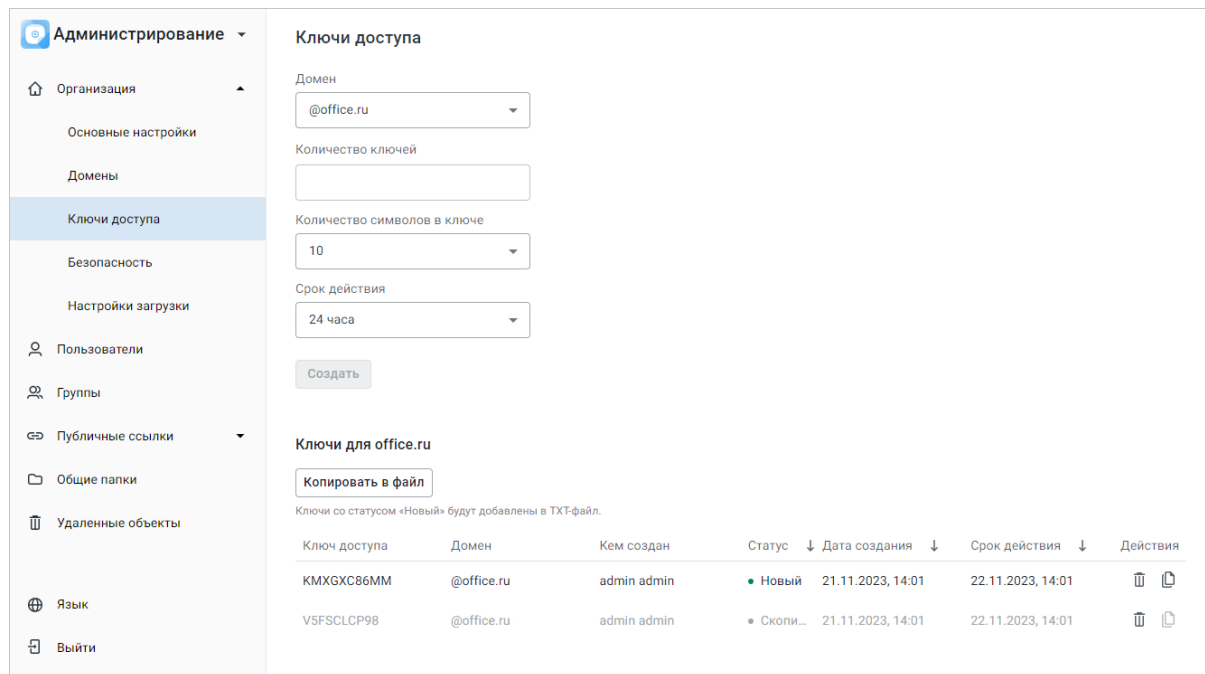 Администрирование
Организация
Основные настройки
Домены
Ключи доступа
Безопасность
Настройки загрузки
Пользователи
Группы
Публичные ссылки
Общие папки
Удаленные объекты
Язык
Выйти
Ключи доступа
Домен
@office.ru
Количество ключей
Количество символов в ключе
10
Срок действия
24 часа
Создать
Ключи для office.ru
Копировать в файл
Ключи со статусом «Новый» будут добавлены в TXT-файл.
Ключ доступа Домен Кем создан Статус ↓ Дата создания ↓ Срок действия ↓ Действия
KMXGXC86MM @office.ru admin admin • Новый 21.11.2023, 14:01 22.11.2023, 14:01
V5FSCLCP98 @office.ru admin admin • Скопи... 21.11.2023, 14:01 22.11.2023, 14:01